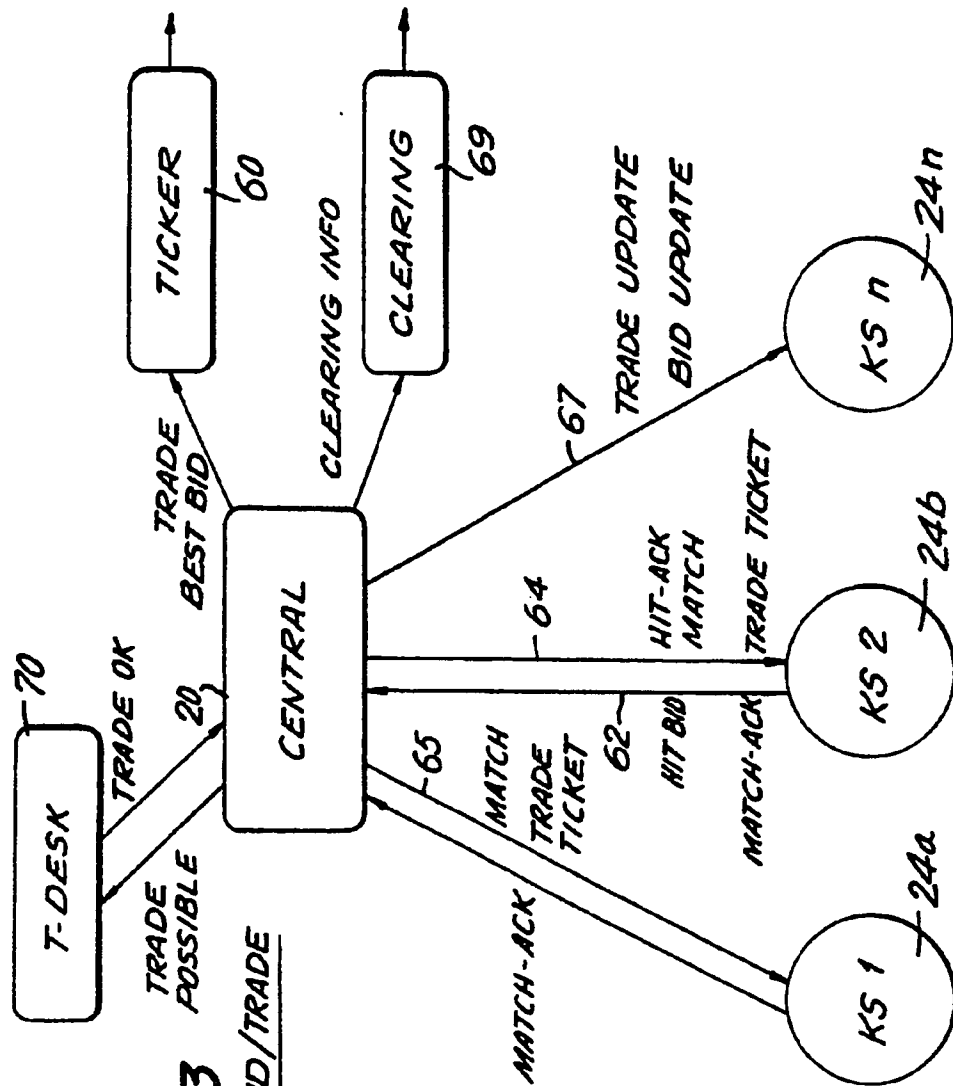 T-DESK
70
TRADE OK
TRADE
POSSIBLE
3
D/TRADE
20
CENTRAL
TRADE
BEST BID
TICKER
60
CLEARING INFO
CLEARING
69
65
MATCH
TRADE
TICKET
MATCH-ACK
62
HIT BID
MATCH-ACK
64
HIT-ACK
MATCH
TRADE TICKET
67
TRADE UPDATE
BID UPDATE
KS 1
24a
KS 2
24b
KS n
24n